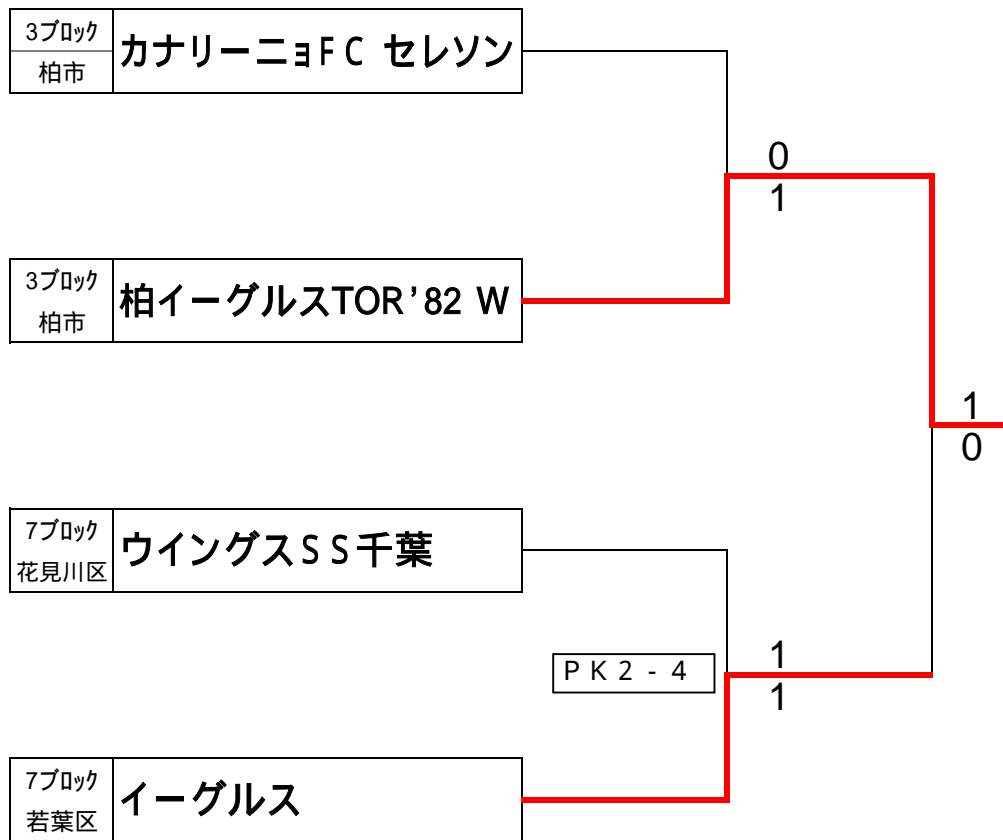 3ブロック
柏市
カナリーニョFC セレソン
0
1
3ブロック
柏市
柏イーグルスTOR’82 W
1
0
7ブロック
花見川区
ウイングスSS千葉
PK2-4
1
1
7ブロック
若葉区
イーグルス